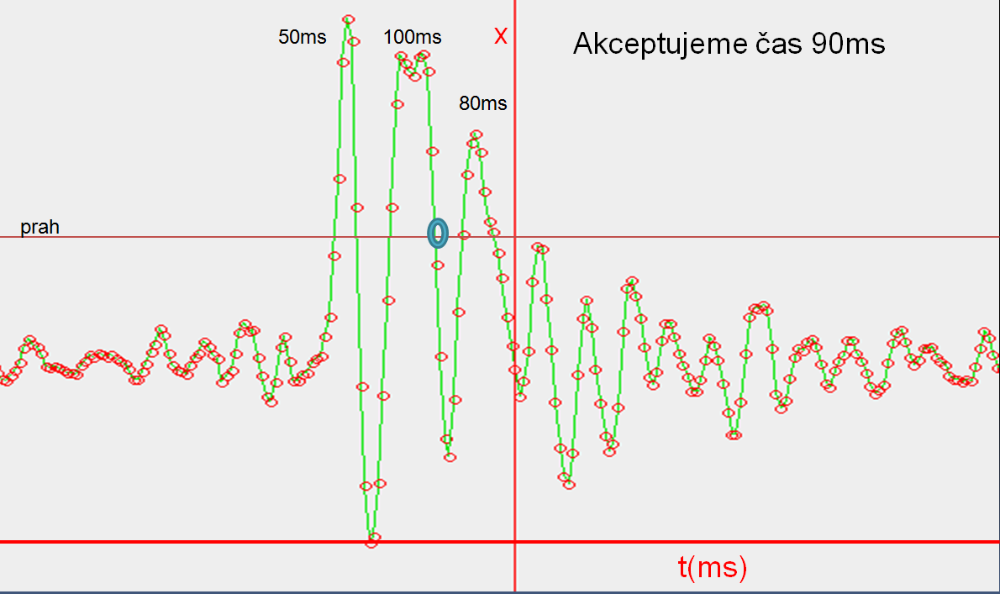 50ms
100ms
X
Akceptujeme čas 90ms
80ms
prah
t(ms)